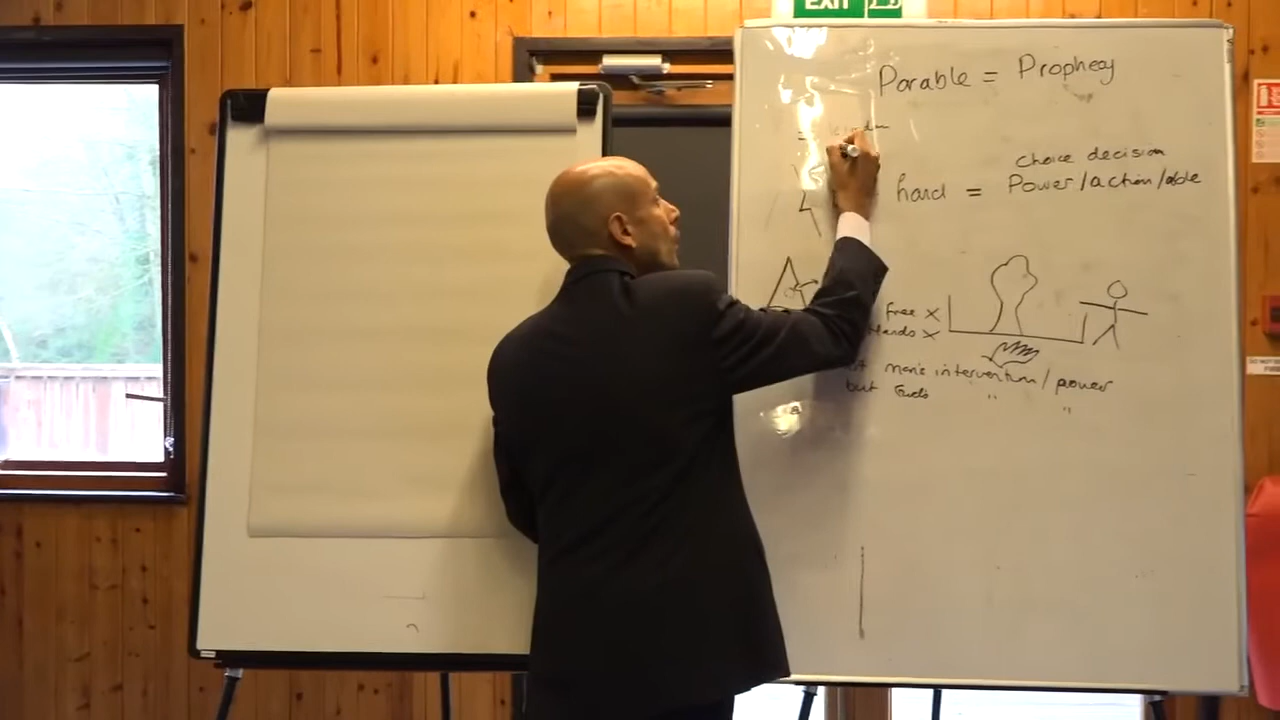 EXIT
Parable = Prophecy
choice decision
hand = Power/action/able
free X
Hands X
men's intervention/power
but God's " "